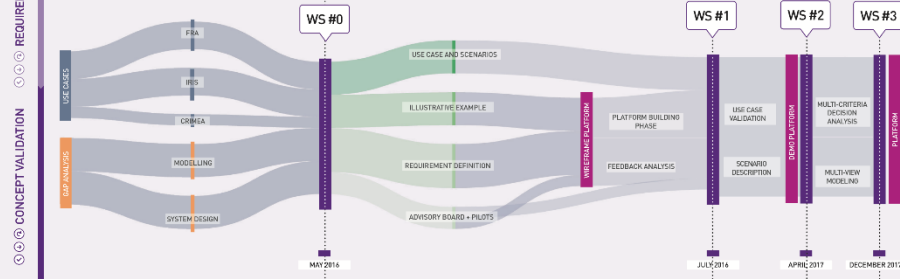 REQUIRE
CONCEPT VALIDATION
USE CASES
GAP ANALYSIS
FRA
IRIS
CRIMEA
MODELLING
SYSTEM DESIGN
WS #0
MAY 2016
USE CASE AND SCENARIOS
ILLUSTRATIVE EXAMPLE
REQUIREMENT DEFINITION
ADVISORY BOARD + PILOTS
WIREFRAME PLATFORM
PLATFORM BUILDING
PHASE
FEEDBACK ANALYSIS
WS #1
JULY 2016
USE CASE
VALIDATION
SCENARIO
DESCRIPTION
DEMO PLATFORM
WS #2
APRIL 2017
MULTI-CRITERIA
DECISION
ANALYSIS
MULTI-VIEW
MODELING
WS #3
DECEMBER 2017
PLATFORM